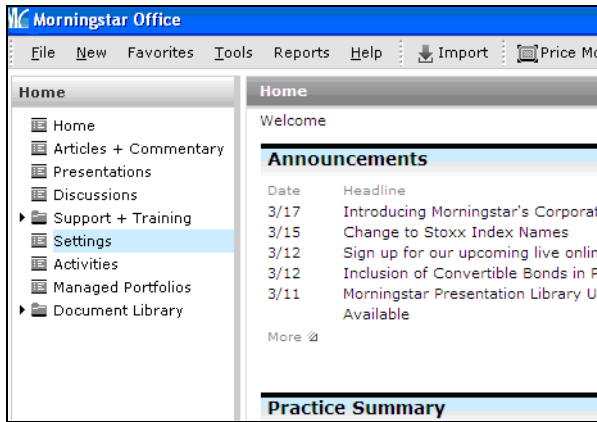 Morningstar Office
File New Favorites Tools Reports Help Import Price Mo
Home
Home
Articles + Commentary
Presentations
Discussions
Support + Training
Settings
Activities
Managed Portfolios
Document Library
Home
Welcome
Announcements
Date Headline
3/17 Introducing Morningstar's Corporat
3/15 Change to Stoxx Index Names
3/12 Sign up for our upcoming live onlin
3/12 Inclusion of Convertible Bonds in P
3/11 Morningstar Presentation Library U
Available
More
Practice Summary